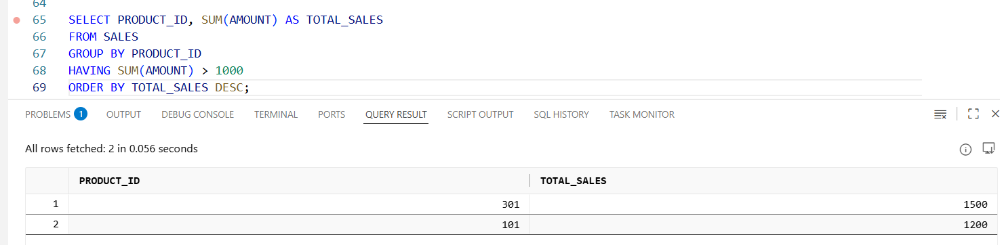 64
65 SELECT PRODUCT_ID, SUM(AMOUNT) AS TOTAL_SALES
66 FROM SALES
67 GROUP BY PRODUCT_ID
68 HAVING SUM(AMOUNT) > 1000
69 ORDER BY TOTAL_SALES DESC;
PROBLEMS 1 OUTPUT DEBUG CONSOLE TERMINAL PORTS QUERY RESULT SCRIPT OUTPUT SQL HISTORY TASK MONITOR
All rows fetched: 2 in 0.056 seconds
PRODUCT_ID TOTAL_SALES
1 301 1500
2 101 1200